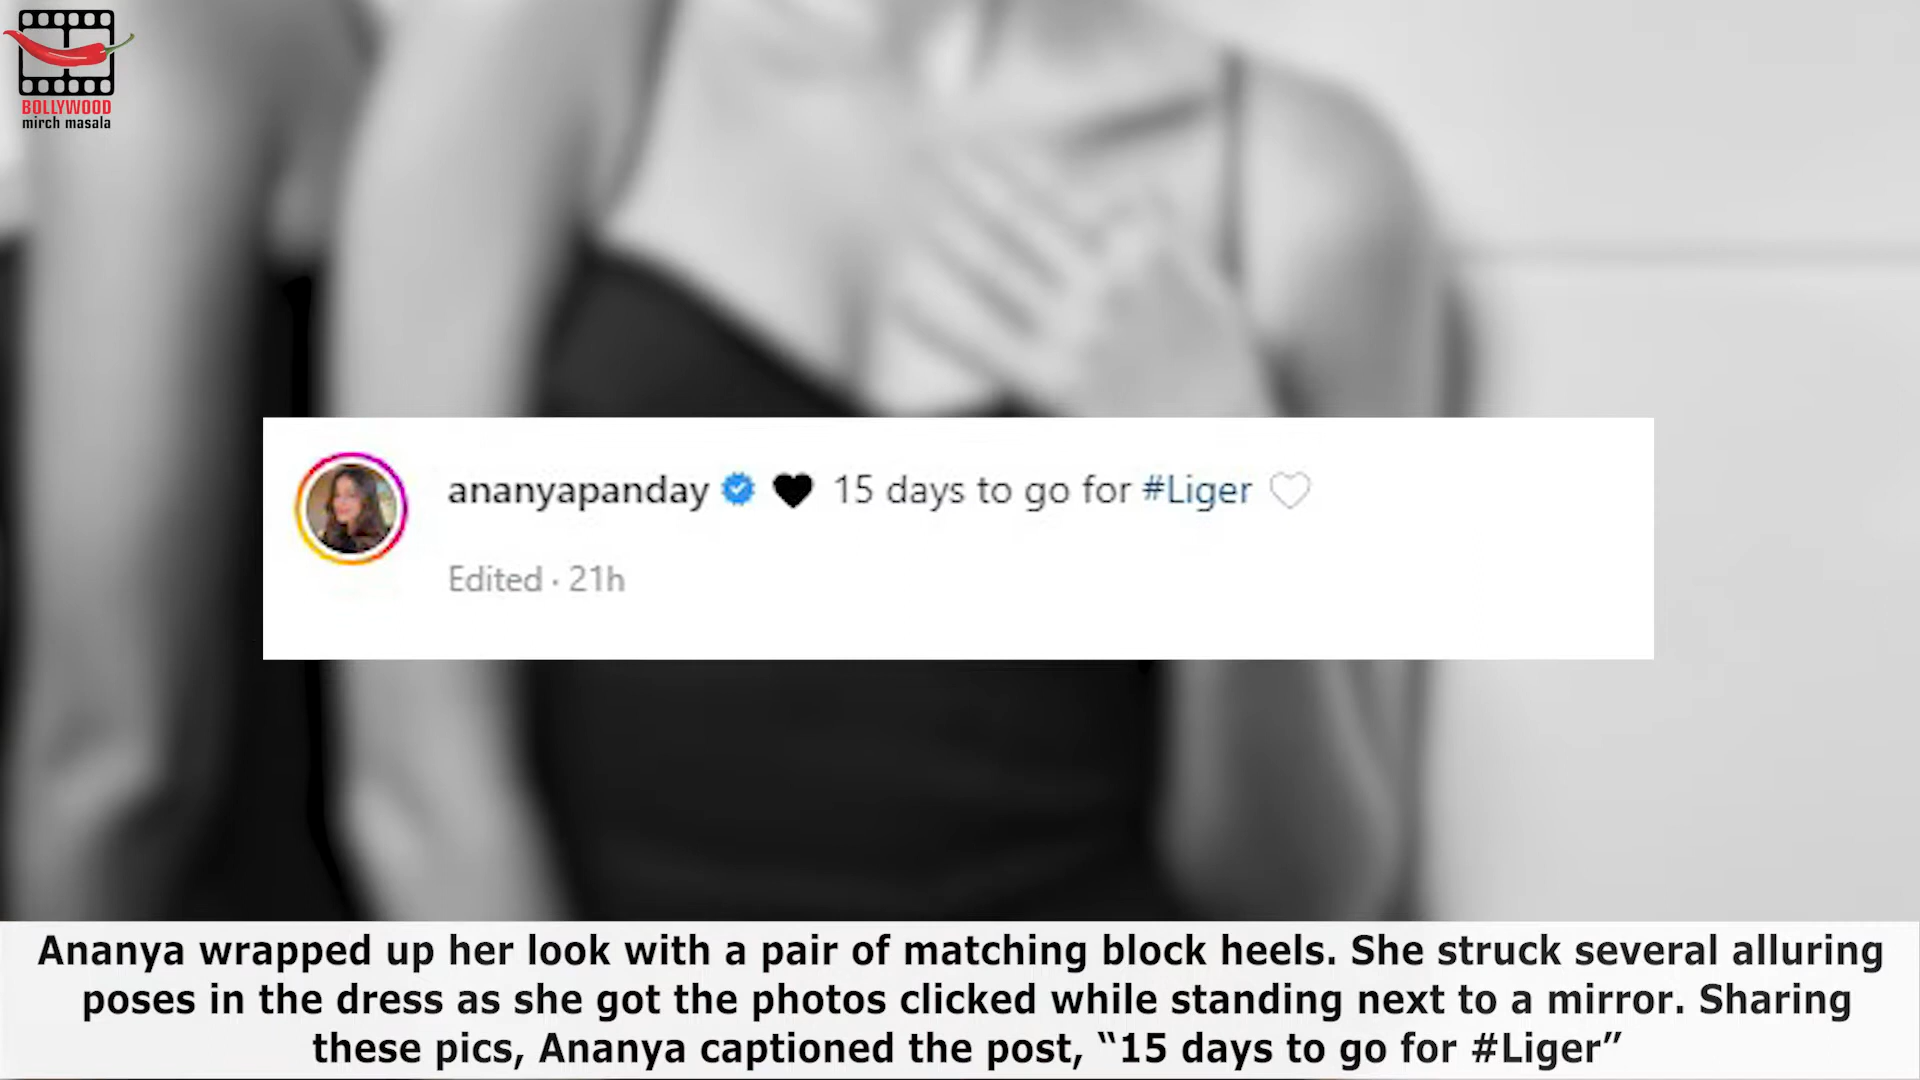 BOLLYWOOD
mirch masala
ananyapanday 🖤 15 days to go for #Liger 🤍
Edited · 21h
Ananya wrapped up her look with a pair of matching block heels. She struck several alluring
poses in the dress as she got the photos clicked while standing next to a mirror. Sharing
these pics, Ananya captioned the post, “15 days to go for #Liger”